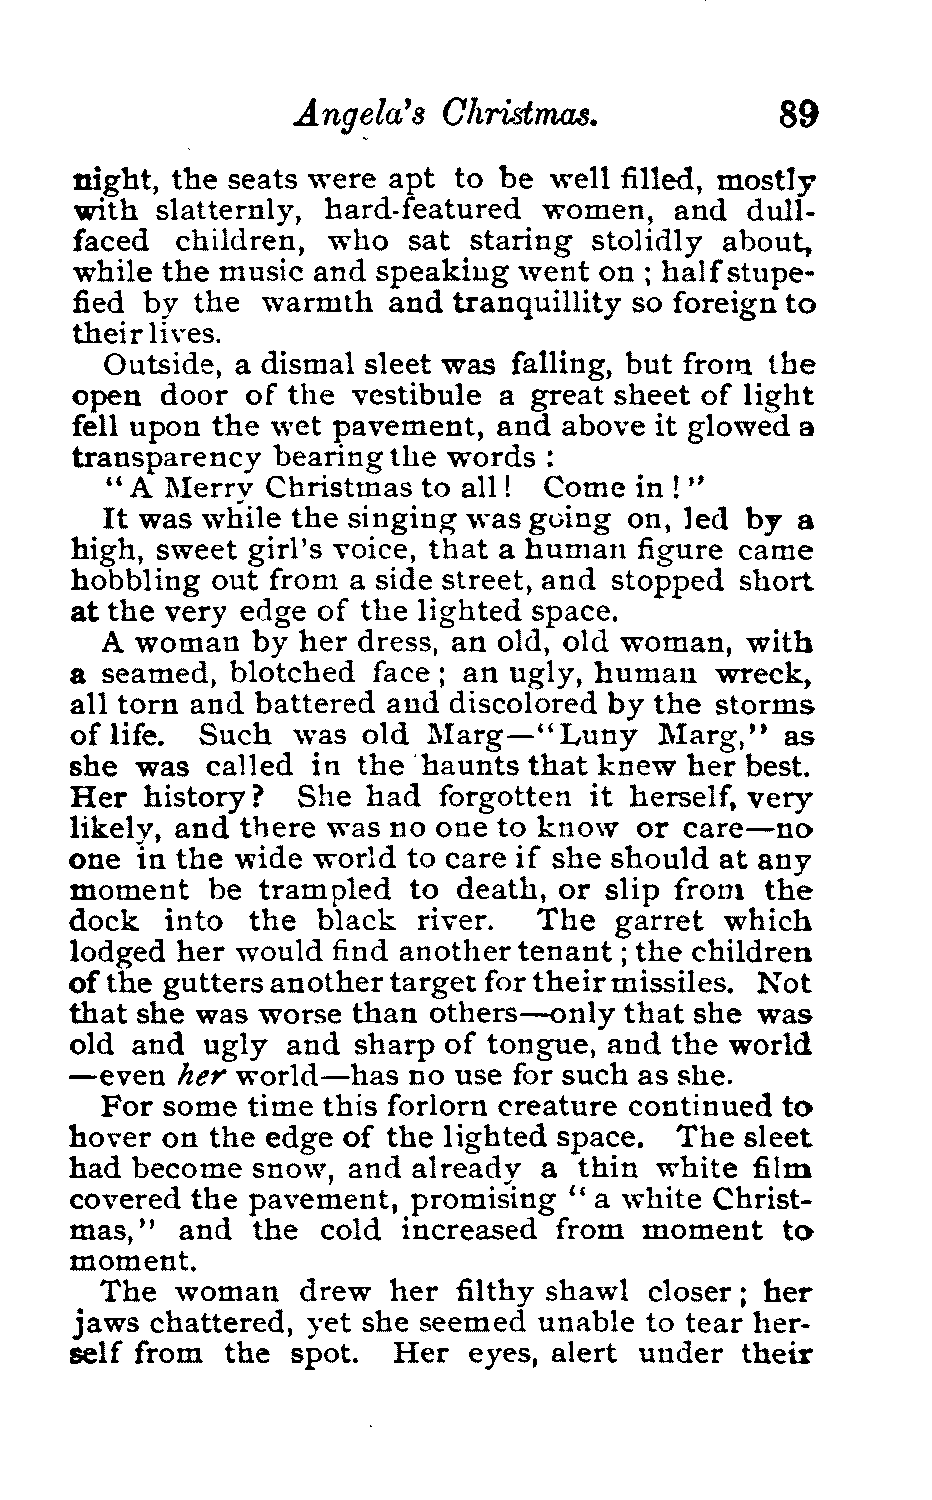 Angela's Christmas. 89
night, the seats were apt to be well filled, mostly
with slatternly, hard-featured women, and dull-
faced children, who sat staring stolidly about,
while the music and speaking went on ; half stupe-
fied by the warmth and tranquillity so foreign to
their lives.
Outside, a dismal sleet was falling, but from the
open door of the vestibule a great sheet of light
fell upon the wet pavement, and above it glowed a
transparency bearing the words :
"A Merry Christmas to all! Come in!"
It was while the singing was going on, led by a
high, sweet girl's voice, that a human figure came
hobbling out from a side street, and stopped short
at the very edge of the lighted space.
A woman by her dress, an old, old woman, with
a seamed, blotched face; an ugly, human wreck,
all torn and battered and discolored by the storms
of life. Such was old Marg—"Luny Marg," as
she was called in the haunts that knew her best.
Her history? She had forgotten it herself, very
likely, and there was no one to know or care—no
one in the wide world to care if she should at any
moment be trampled to death, or slip from the
dock into the black river. The garret which
lodged her would find another tenant; the children
of the gutters another target for their missiles. Not
that she was worse than others—only that she was
old and ugly and sharp of tongue, and the world
—even her world—has no use for such as she.
For some time this forlorn creature continued to
hover on the edge of the lighted space. The sleet
had become snow, and already a thin white film
covered the pavement, promising "a white Christ-
mas," and the cold increased from moment to
moment.
The woman drew her filthy shawl closer; her
jaws chattered, yet she seemed unable to tear her-
self from the spot. Her eyes, alert under their